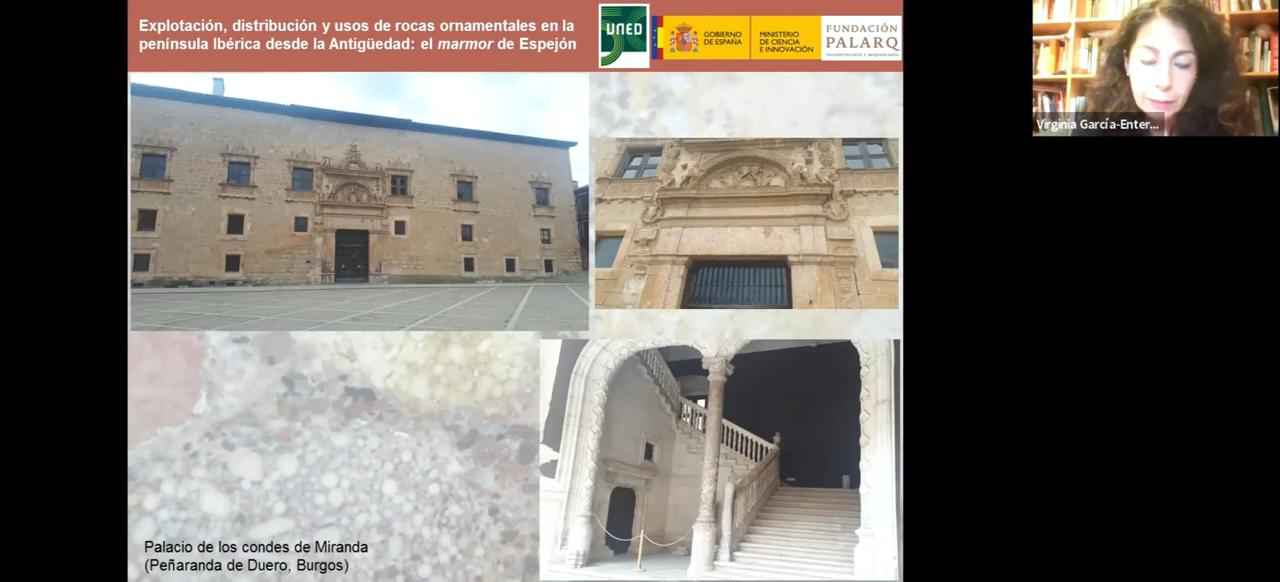 Explotación, distribución y usos de rocas ornamentales en la
península Ibérica desde la Antigüedad: el marmor de Espejón
UNED
GOBIERNO
DE ESPAÑA
MINISTERIO
DE CIENCIA
E INNOVACIÓN
FUNDACIÓN
PALARQ
PALEONTOLOGÍA Y ARQUEOLOGÍA
Virginia García-Enter...
Palacio de los condes de Miranda
(Peñaranda de Duero, Burgos)